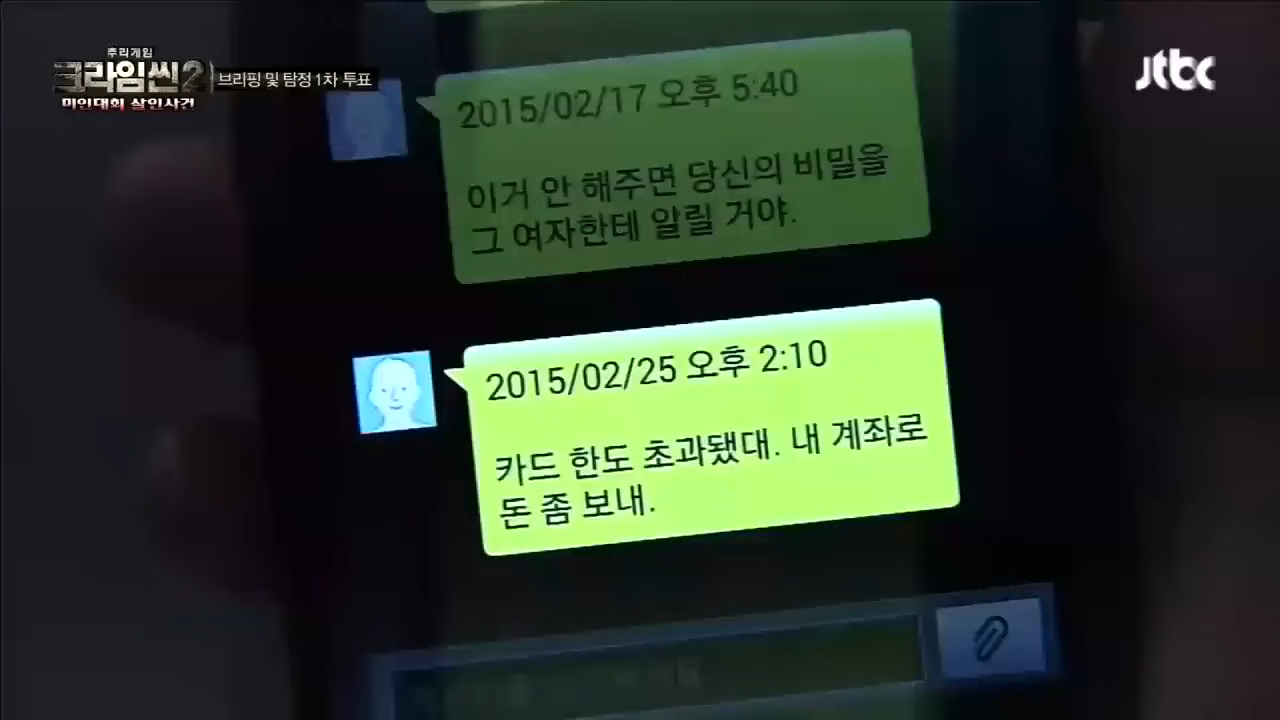 추리게임
크라임씬2
미인대회 살인사건
브리핑 및 탐정 1차 투표
jtbc
2015/02/17 오후 5:40
이거 안 해주면 당신의 비밀을
그 여자한테 알릴 거야.
2015/02/25 오후 2:10
카드 한도 초과됐대. 내 계좌로
돈 좀 보내.